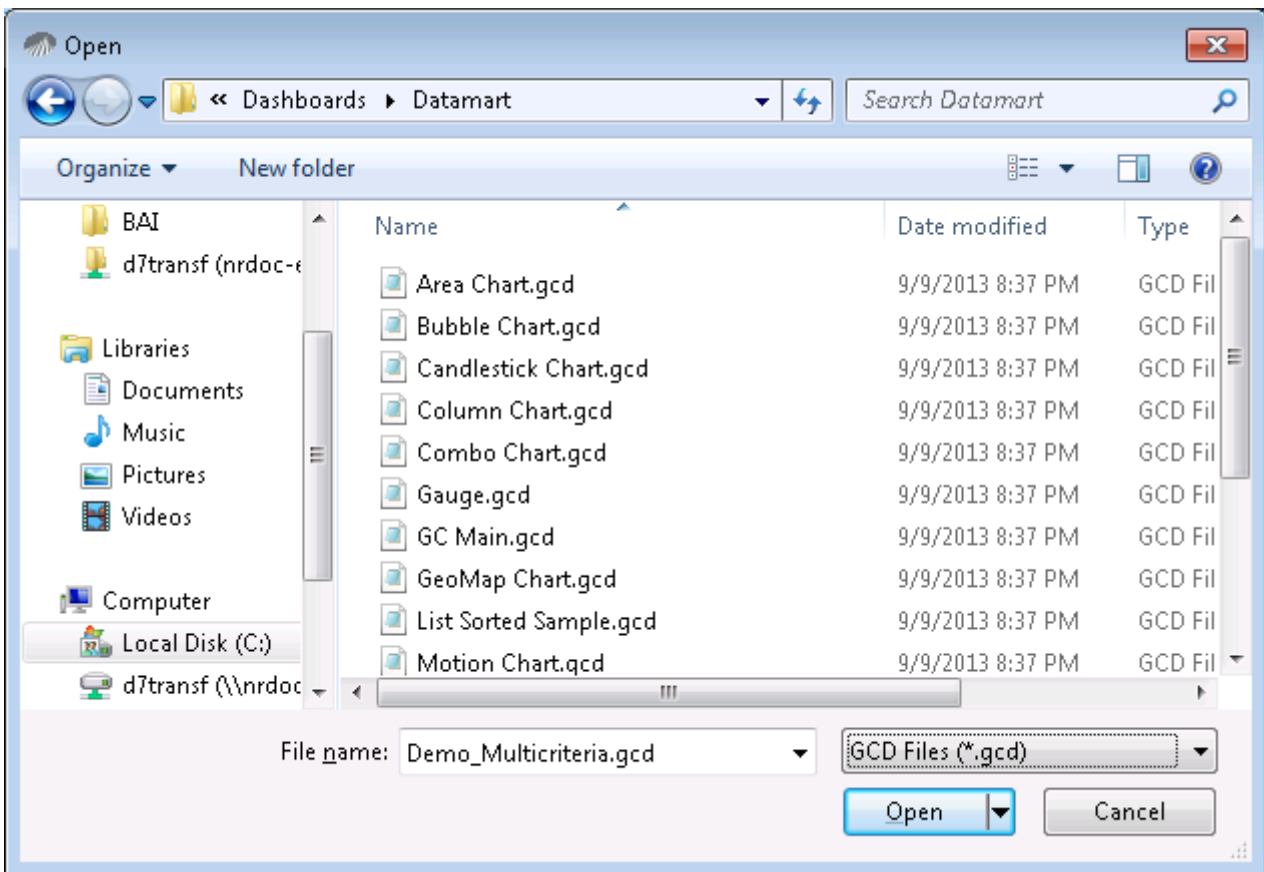 Open
« Dashboards ▸ Datamart
Search Datamart
Organize New folder
BAI
d7transf (nrdoc-e
Libraries
Documents
Music
Pictures
Videos
Computer
Local Disk (C:)
d7transf (\\nrdoc
Name Date modified Type
Area Chart.gcd 9/9/2013 8:37 PM GCD Fil
Bubble Chart.gcd 9/9/2013 8:37 PM GCD Fil
Candlestick Chart.gcd 9/9/2013 8:37 PM GCD Fil
Column Chart.gcd 9/9/2013 8:37 PM GCD Fil
Combo Chart.gcd 9/9/2013 8:37 PM GCD Fil
Gauge.gcd 9/9/2013 8:37 PM GCD Fil
GC Main.gcd 9/9/2013 8:37 PM GCD Fil
GeoMap Chart.gcd 9/9/2013 8:37 PM GCD Fil
List Sorted Sample.gcd 9/9/2013 8:37 PM GCD Fil
Motion Chart.gcd 9/9/2013 8:37 PM GCD Fil
File name: Demo_Multicriteria.gcd GCD Files (*.gcd)
Open Cancel